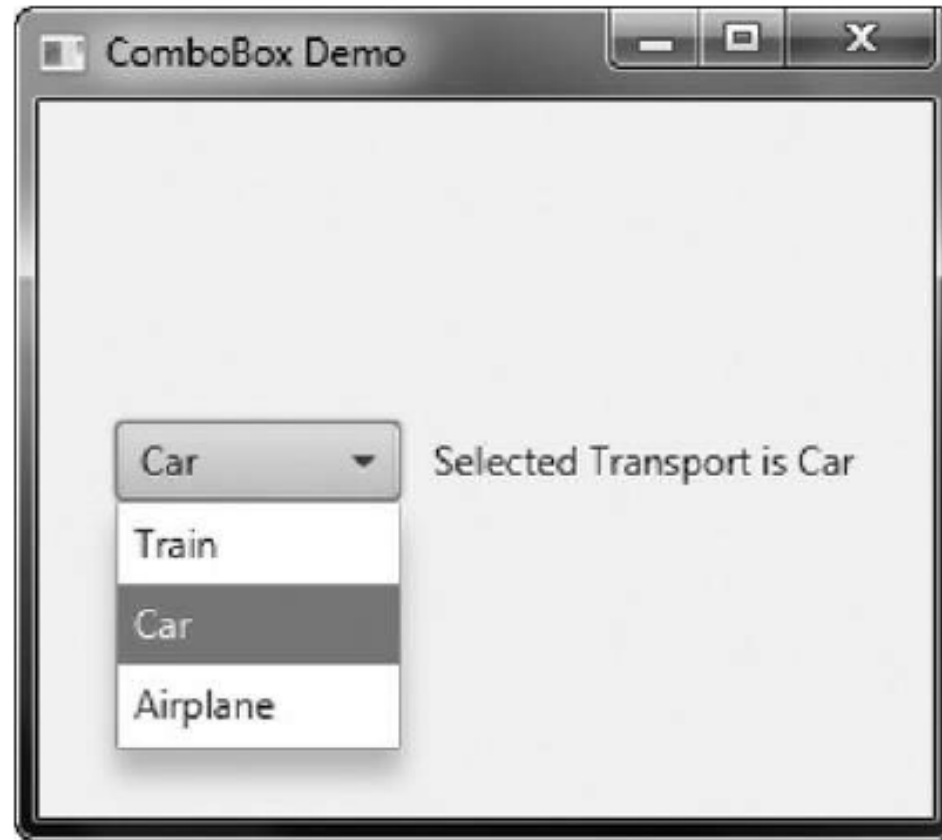 ComboBox Demo
Car
Selected Transport is Car
Train
Car
Airplane